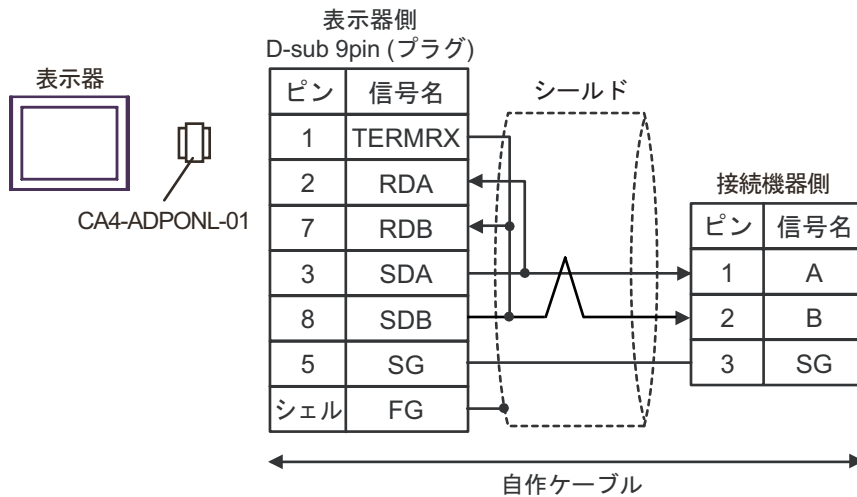 表示器側
D-sub 9pin (プラグ)
表示器
CA4-ADPONL-01
ピン 信号名
1 TERMRX
2 RDA
7 RDB
3 SDA
8 SDB
5 SG
シェル FG
シールド
接続機器側
ピン 信号名
1 A
2 B
3 SG
自作ケーブル